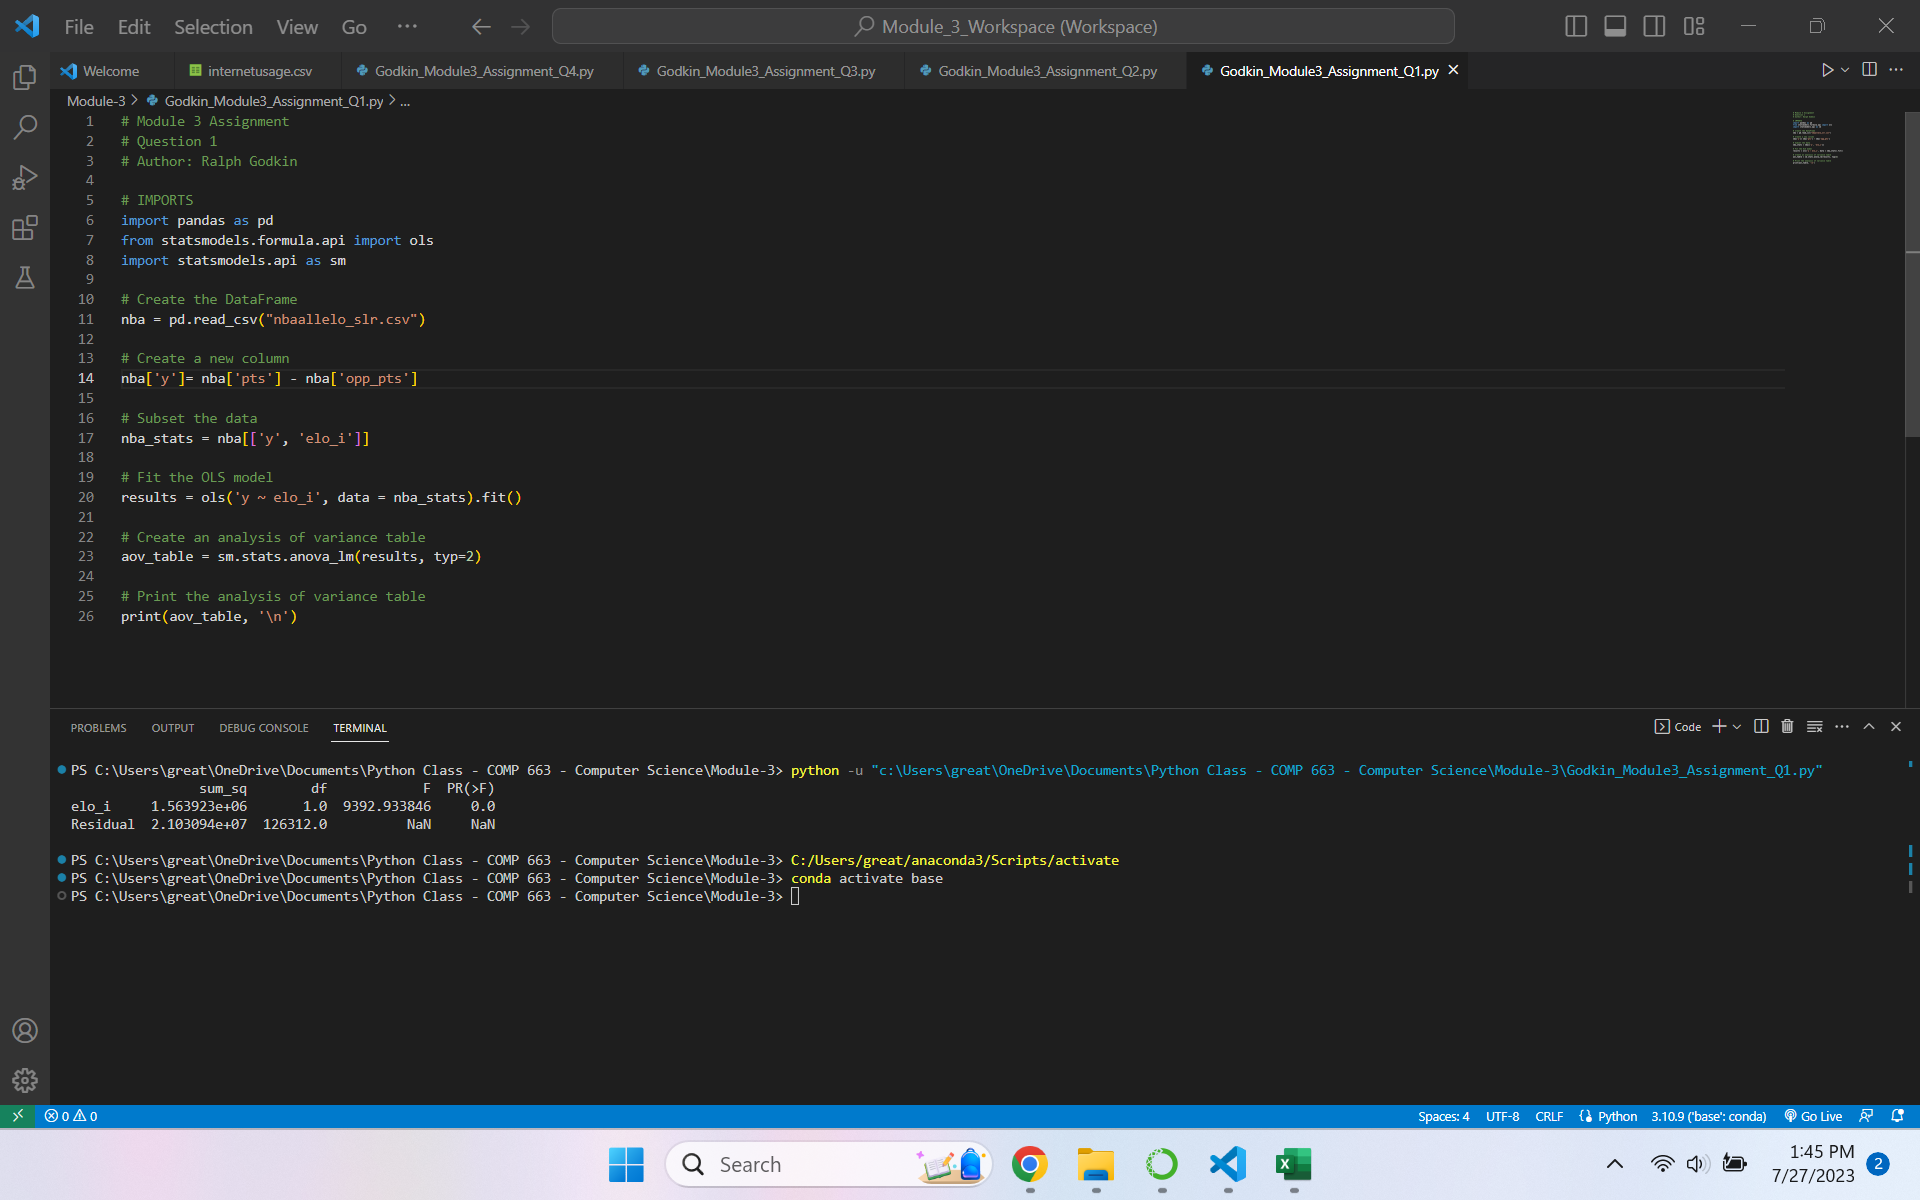 File Edit Selection View Go ··· Module_3_Workspace (Workspace)
Welcome internetusage.csv Godkin_Module3_Assignment_Q4.py Godkin_Module3_Assignment_Q3.py Godkin_Module3_Assignment_Q2.py Godkin_Module3_Assignment_Q1.py
Module-3 > Godkin_Module3_Assignment_Q1.py > ...
1 # Module 3 Assignment
2 # Question 1
3 # Author: Ralph Godkin
4
5 # IMPORTS
6 import pandas as pd
7 from statsmodels.formula.api import ols
8 import statsmodels.api as sm
9
10 # Create the DataFrame
11 nba = pd.read_csv("nbaallelo_slr.csv")
12
13 # Create a new column
14 nba['y']= nba['pts'] - nba['opp_pts']
15
16 # Subset the data
17 nba_stats = nba[['y', 'elo_i']]
18
19 # Fit the OLS model
20 results = ols('y ~ elo_i', data = nba_stats).fit()
21
22 # Create an analysis of variance table
23 aov_table = sm.stats.anova_lm(results, typ=2)
24
25 # Print the analysis of variance table
26 print(aov_table, '\n')
PROBLEMS OUTPUT DEBUG CONSOLE TERMINAL Code
PS C:\Users\great\OneDrive\Documents\Python Class - COMP 663 - Computer Science\Module-3> python -u "c:\Users\great\OneDrive\Documents\Python Class - COMP 663 - Computer Science\Module-3\Godkin_Module3_Assignment_Q1.py"
sum_sq df F PR(>F)
elo_i 1.563923e+06 1.0 9392.933846 0.0
Residual 2.103094e+07 126312.0 NaN NaN
PS C:\Users\great\OneDrive\Documents\Python Class - COMP 663 - Computer Science\Module-3> C:/Users/great/anaconda3/Scripts/activate
PS C:\Users\great\OneDrive\Documents\Python Class - COMP 663 - Computer Science\Module-3> conda activate base
PS C:\Users\great\OneDrive\Documents\Python Class - COMP 663 - Computer Science\Module-3>
0 0 Spaces: 4 UTF-8 CRLF Python 3.10.9 ('base': conda) Go Live
Search 1:45 PM
7/27/2023 2